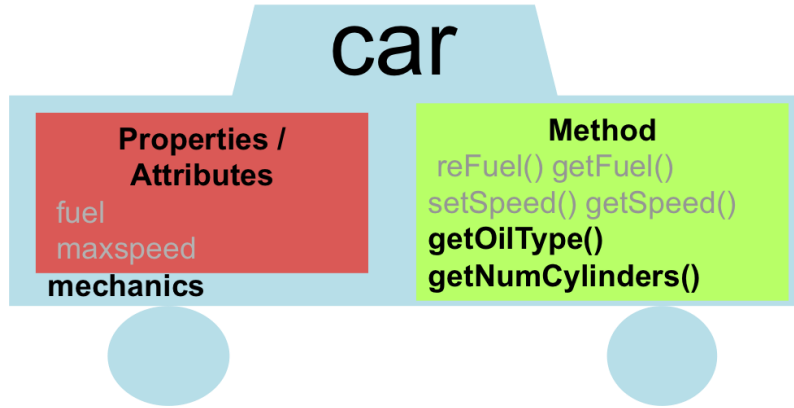 car
Properties /
Attributes
fuel
maxspeed
mechanics
Method
reFuel() getFuel()
setSpeed() getSpeed()
getOilType()
getNumCylinders()